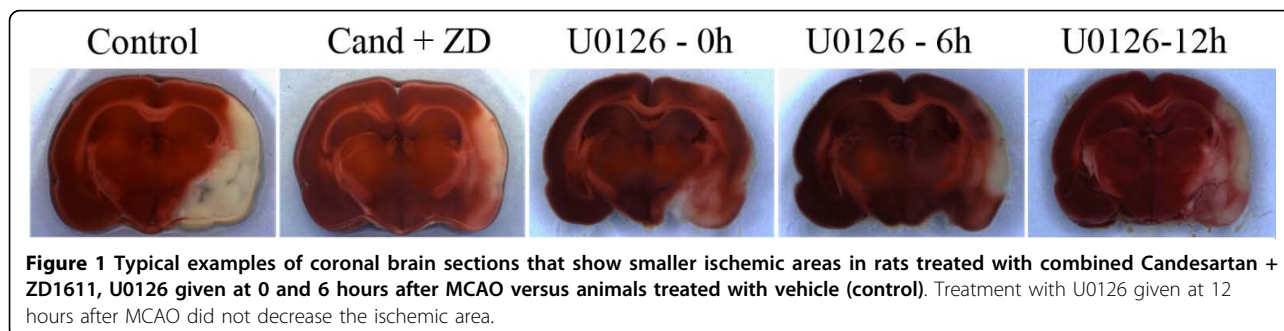 Control Cand + ZD U0126 - 0h U0126 - 6h U0126-12h
Figure 1 Typical examples of coronal brain sections that show smaller ischemic areas in rats treated with combined Candesartan +
ZD1611, U0126 given at 0 and 6 hours after MCAO versus animals treated with vehicle (control). Treatment with U0126 given at 12
hours after MCAO did not decrease the ischemic area.